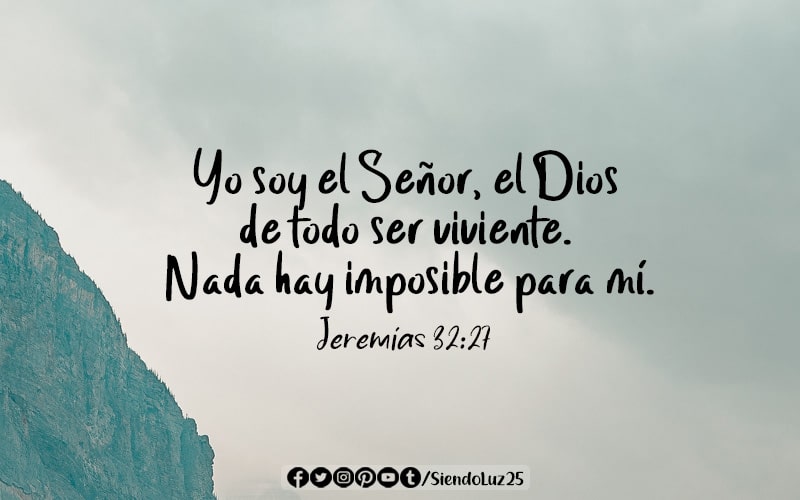 Yo soy el Señor, el Dios
de todo ser viviente.
Nada hay imposible para mí.
Jeremías 32:27
/SiendoLuz25